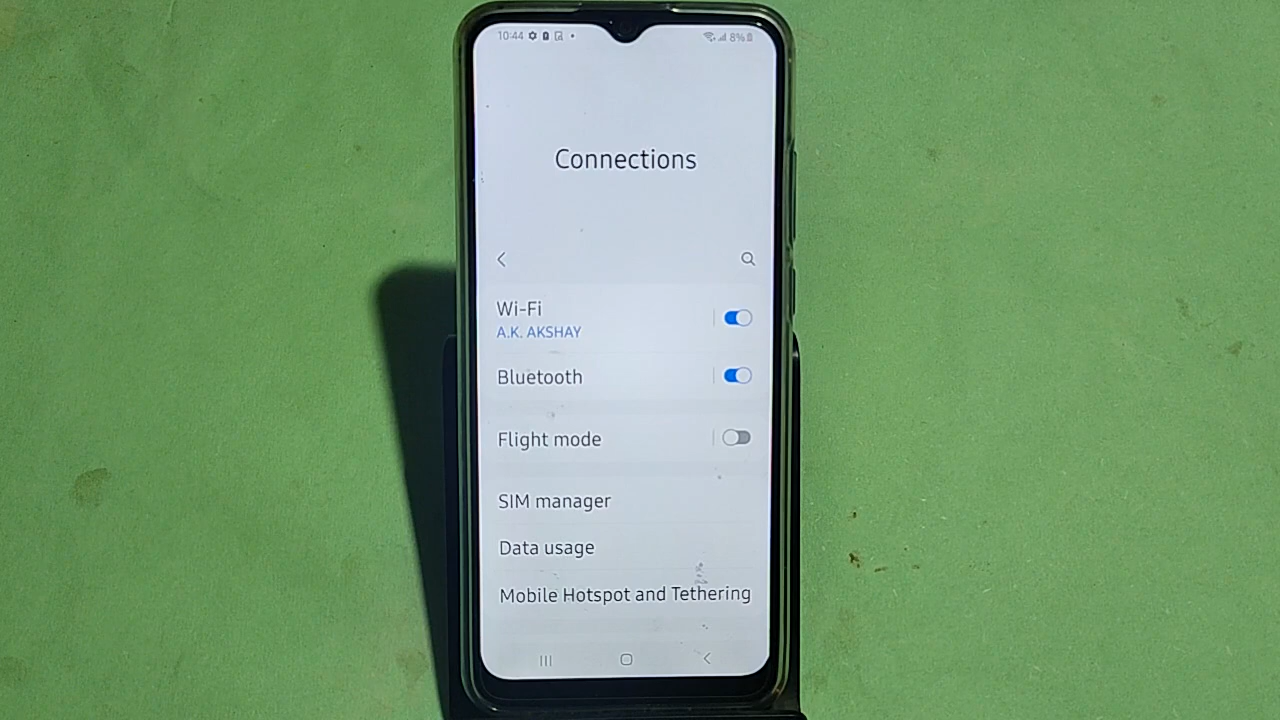 10:44
8%
Connections
Wi-Fi
A.K. AKSHAY
Bluetooth
Flight mode
SIM manager
Data usage
Mobile Hotspot and Tethering